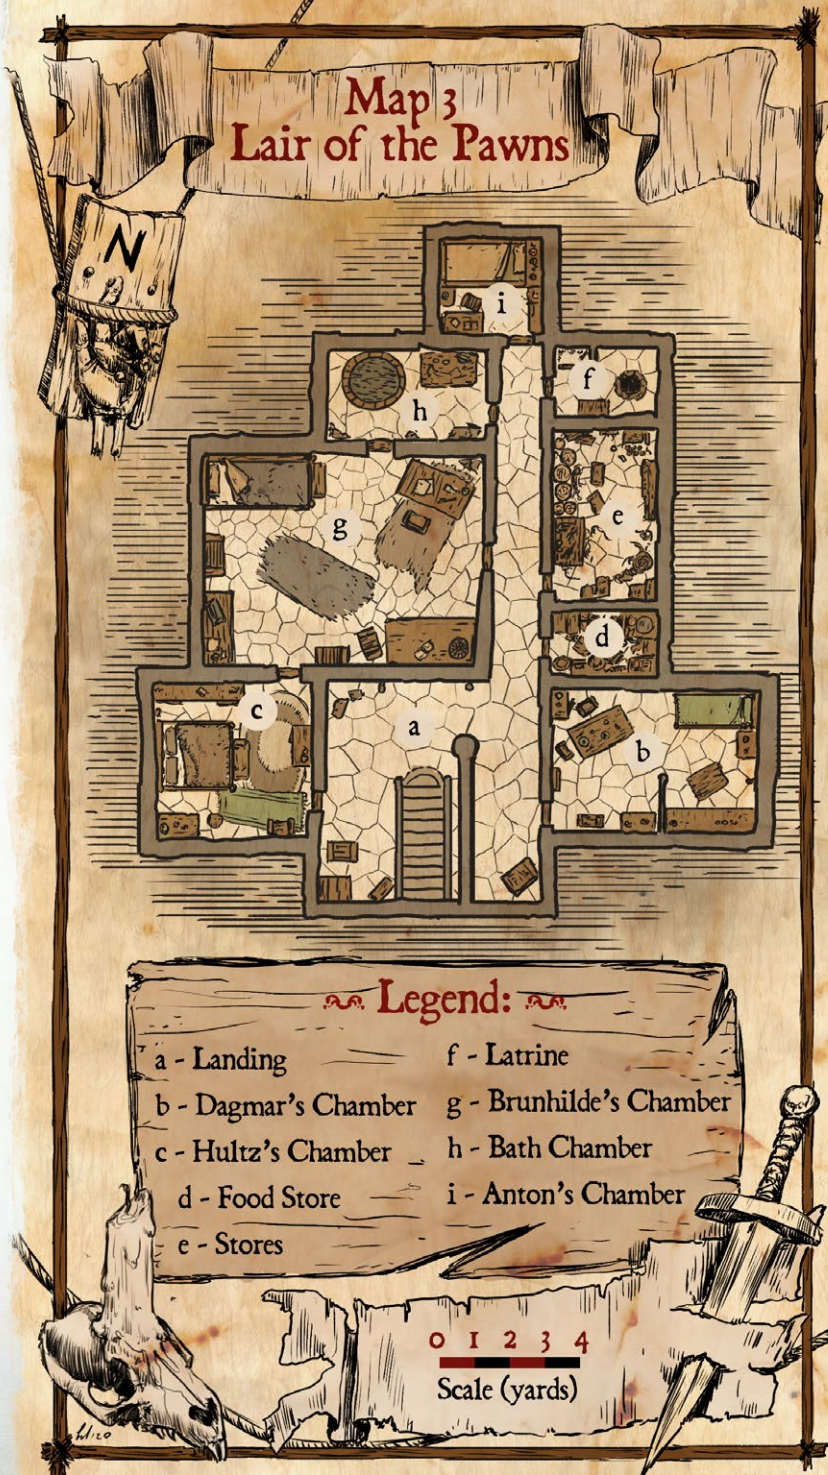 Map 3
Lair of the Pawns
N
i
f
h
e
g
d
c
a
b
Legend:
a - Landing
b - Dagmar's Chamber
c - Hultz's Chamber
d - Food Store
e - Stores
f - Latrine
g - Brunhilde's Chamber
h - Bath Chamber
i - Anton's Chamber
0 1 2 3 4
Scale (yards)